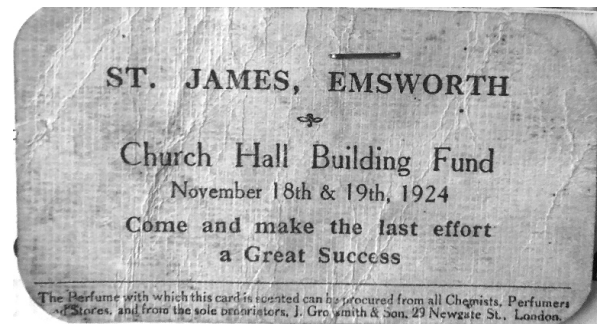 ST. JAMES, EMSWORTH
Church Hall Building Fund
November 18th & 19th, 1924
Come and make the last effort
a Great Success
The Perfume with which this card is scented can be procured from all Chemists, Perfumers
or Stores, and from the sole proprietors, J. Grossmith & Son, 29 Newgate St., London.